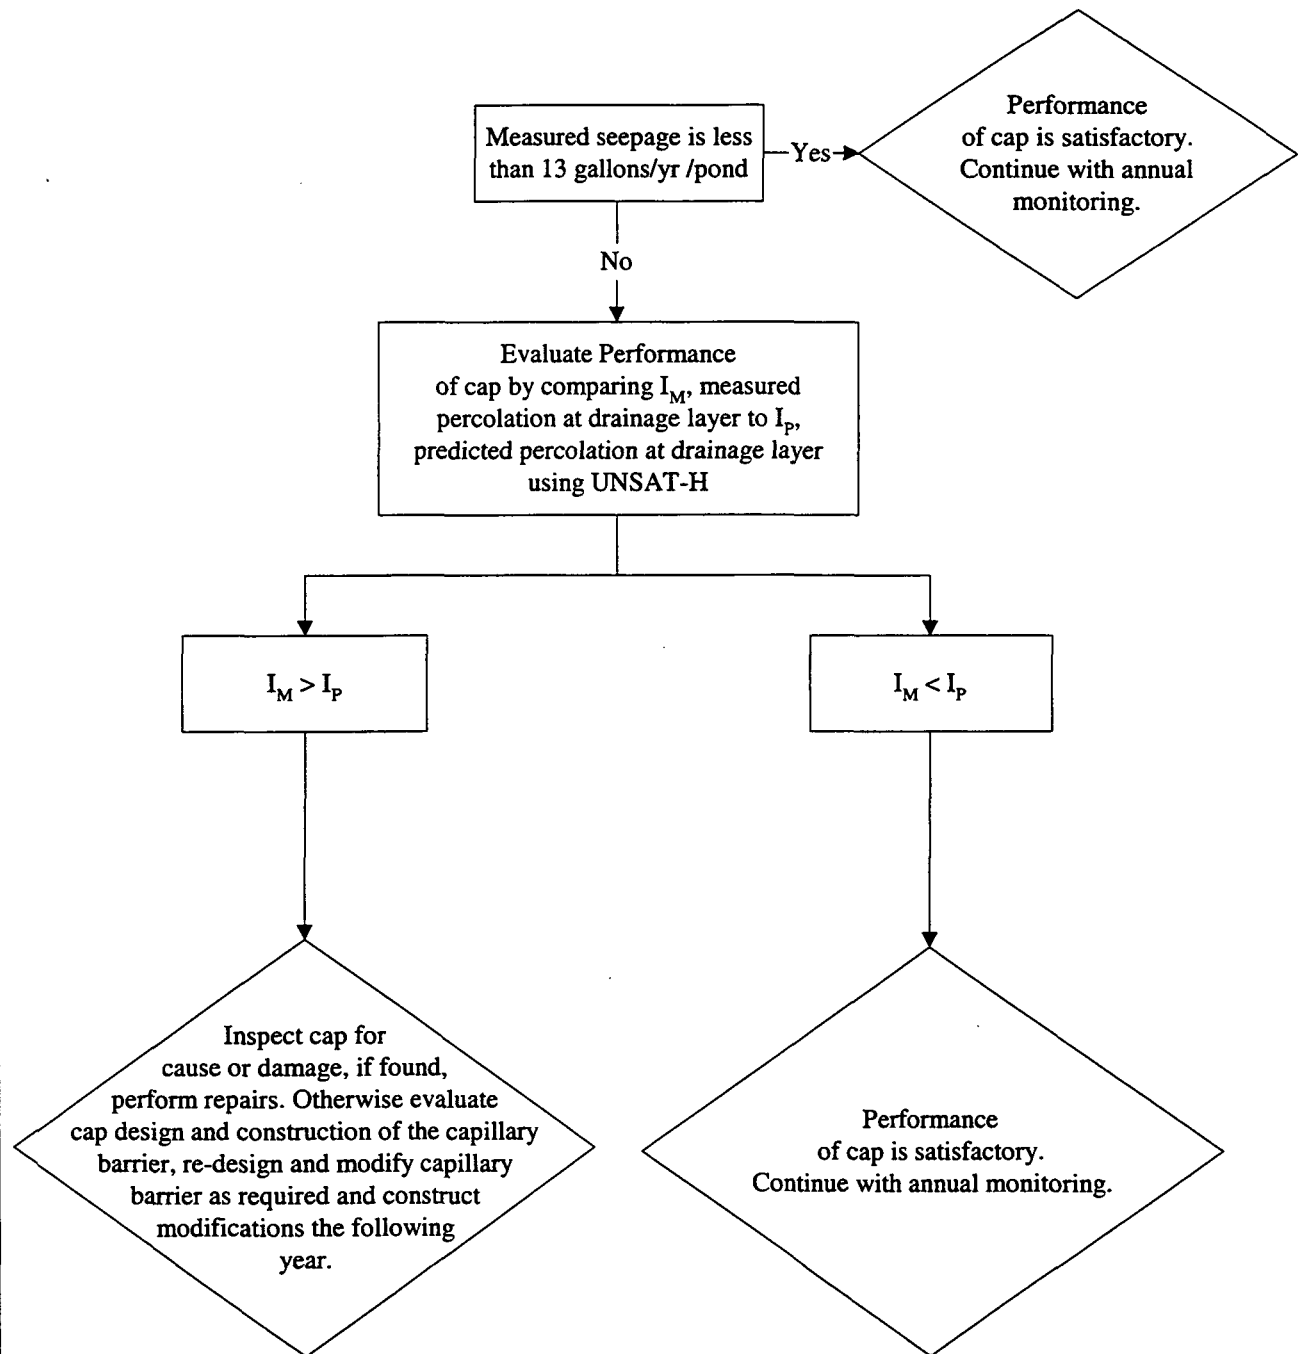 Measured seepage is less
than 13 gallons/yr /pond
Yes
Performance
of cap is satisfactory.
Continue with annual
monitoring.
No
Evaluate Performance
of cap by comparing I_M, measured
percolation at drainage layer to I_P,
predicted percolation at drainage layer
using UNSAT-H
I_M > I_P
I_M < I_P
Inspect cap for
cause or damage, if found,
perform repairs. Otherwise evaluate
cap design and construction of the capillary
barrier, re-design and modify capillary
barrier as required and construct
modifications the following
year.
Performance
of cap is satisfactory.
Continue with annual monitoring.